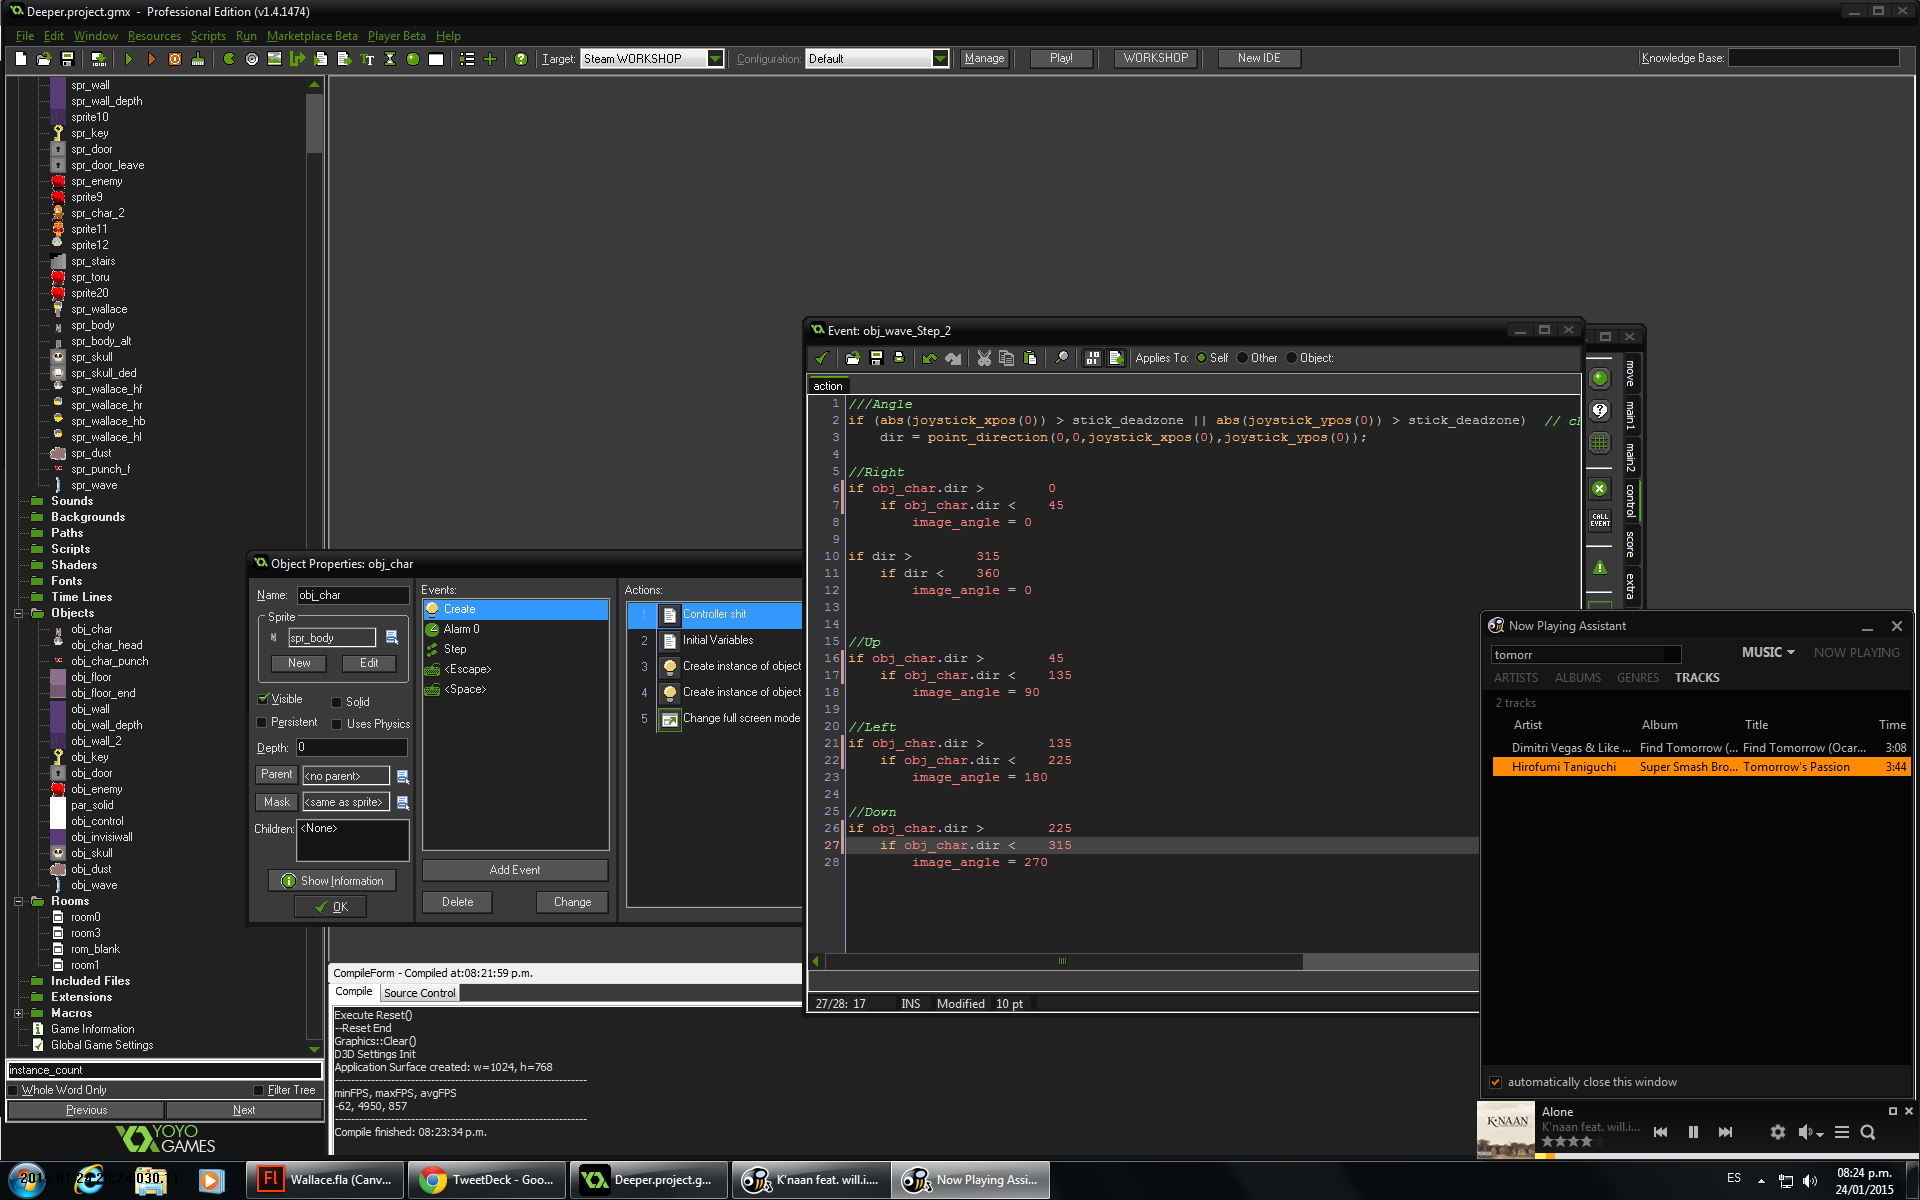 Deeper.project.gmx - Professional Edition (v1.4.1474)
File Edit Window Resources Scripts Run Marketplace Beta Player Beta Help
Target: Steam WORKSHOP Configuration: Default Manage Play! WORKSHOP New IDE Knowledge Base:
spr_wall
spr_wall_depth
sprite10
spr_key
spr_door
spr_door_leave
spr_enemy
sprite9
spr_char_2
sprite11
sprite12
spr_stairs
spr_toru
sprite20
spr_wallace
spr_body
spr_body_alt
spr_skull
spr_skull_ded
spr_wallace_hf
spr_wallace_hr
spr_wallace_hb
spr_wallace_hl
spr_dust
spr_punch_f
spr_wave
Sounds
Backgrounds
Paths
Scripts
Shaders
Fonts
Time Lines
Objects
obj_char
obj_char_head
obj_char_punch
obj_floor
obj_floor_end
obj_wall
obj_wall_depth
obj_wall_2
obj_key
obj_door
obj_enemy
par_solid
obj_control
obj_invisiwall
obj_skull
obj_dust
obj_wave
Rooms
room0
room3
rom_blank
room1
Included Files
Extensions
Macros
Game Information
Global Game Settings
instance_count
Whole Word Only Filter Tree
Previous Next
YOYO GAMES
Object Properties: obj_char
Name: obj_char
Sprite
spr_body
New Edit
Visible Solid
Persistent Uses Physics
Depth: 0
Parent <no parent>
Mask <same as sprite>
Children: <None>
Show Information
OK
Events:
Create
Alarm 0
Step
<Escape>
<Space>
Add Event
Delete Change
Actions:
1 Controller shit
2 Initial Variables
3 Create instance of object
4 Create instance of object
5 Change full screen mode
CompileForm - Compiled at:08:21:59 p.m.
Compile Source Control
Execute Reset()
--Reset End
Graphics::Clear()
D3D Settings Init
Application Surface created: w=1024, h=768
minFPS, maxFPS, avgFPS
-62, 4950, 857
Compile finished: 08:23:34 p.m.
Event: obj_wave_Step_2
Applies To: Self Other Object:
action
1 ///Angle
2 if (abs(joystick_xpos(0)) > stick_deadzone || abs(joystick_ypos(0)) > stick_deadzone) //
3 dir = point_direction(0,0,joystick_xpos(0),joystick_ypos(0));
4
5 //Right
6 if obj_char.dir > 0
7 if obj_char.dir < 45
8 image_angle = 0
9
10 if dir > 315
11 if dir < 360
12 image_angle = 0
13
14
15 //Up
16 if obj_char.dir > 45
17 if obj_char.dir < 135
18 image_angle = 90
19
20 //Left
21 if obj_char.dir > 135
22 if obj_char.dir < 225
23 image_angle = 180
24
25 //Down
26 if obj_char.dir > 225
27 if obj_char.dir < 315
28 image_angle = 270
27/28: 17 INS Modified 10 pt
CALL EVENT
move
main1
main2
control
score
extra
Now Playing Assistant
tomorr MUSIC NOW PLAYING
ARTISTS ALBUMS GENRES TRACKS
2 tracks
Artist Album Title Time
Dimitri Vegas & Like ... Find Tomorrow (... Find Tomorrow (Ocar... 3:08
Hirofumi Taniguchi Super Smash Bro... Tomorrow's Passion 3:44
automatically close this window
K'NAAN
Alone
K'naan feat. will.i...
Wallace.fla (Canv...
TweetDeck - Goo...
Deeper.project.g...
K'naan feat. will.i....
Now Playing Assi...
ES
08:24 p.m.
24/01/2015